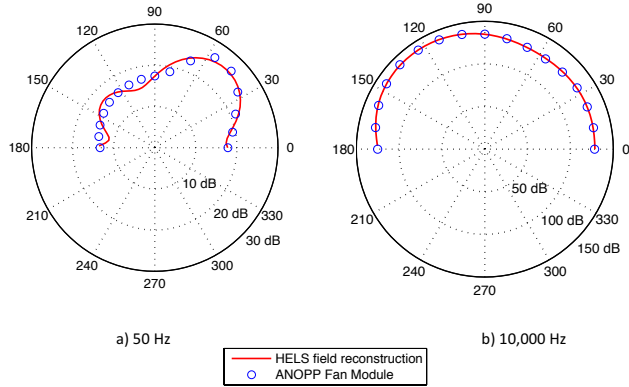 90
120
60
150
30
180
0
10 dB
20 dB
30 dB
210
330
240
300
270
a) 50 Hz
90
120
60
150
30
180
0
50 dB
100 dB
150 dB
210
330
240
300
270
b) 10,000 Hz
HELS field reconstruction
ANOPP Fan Module